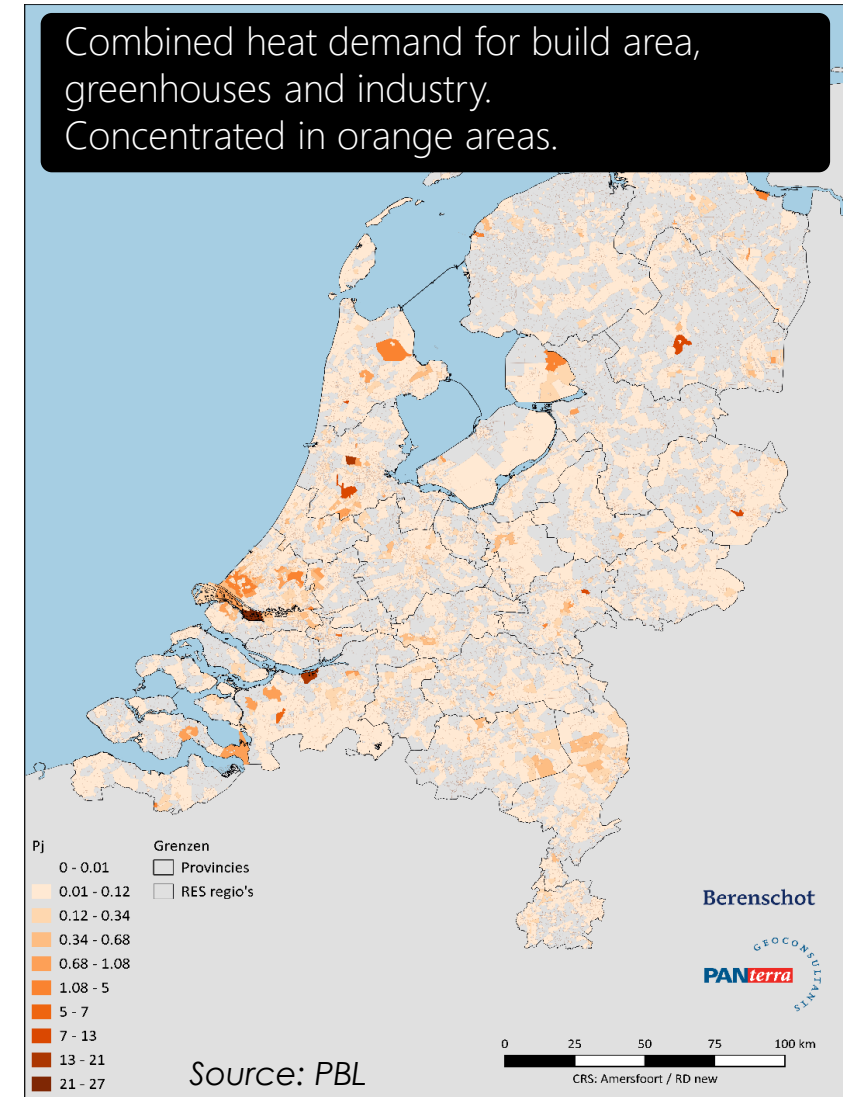 Combined heat demand for build area,
greenhouses and industry.
Concentrated in orange areas.
Pj
0 - 0.01
0.01 - 0.12
0.12 - 0.34
0.34 - 0.68
0.68 - 1.08
1.08 - 5
5 - 7
7 - 13
13 - 21
21 - 27
Grenzen
Provincies
RES regio's
Source: PBL
Berenschot
PANterra
GEOCONSULTANTS
0 25 50 75 100 km
CRS: Amersfoort / RD new